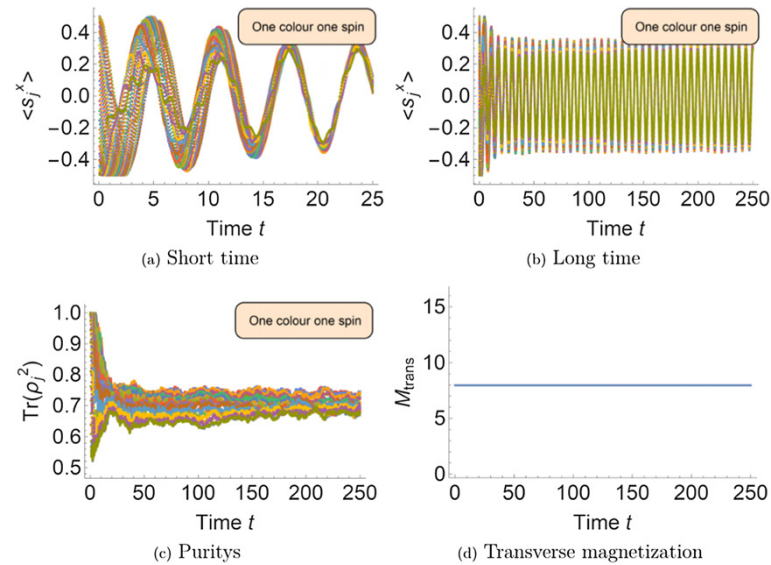 One colour one spin
0.4
0.2
0.0
−0.2
−0.4
<s_j^x>
0 5 10 15 20 25
Time t
(a) Short time
One colour one spin
0.4
0.2
0.0
−0.2
−0.4
<s_j^x>
0 50 100 150 200 250
Time t
(b) Long time
One colour one spin
1.0
0.9
0.8
0.7
0.6
0.5
Tr(ρ_j^2)
0 50 100 150 200 250
Time t
(c) Puritys
15
10
5
0
M_trans
0 50 100 150 200 250
Time t
(d) Transverse magnetization